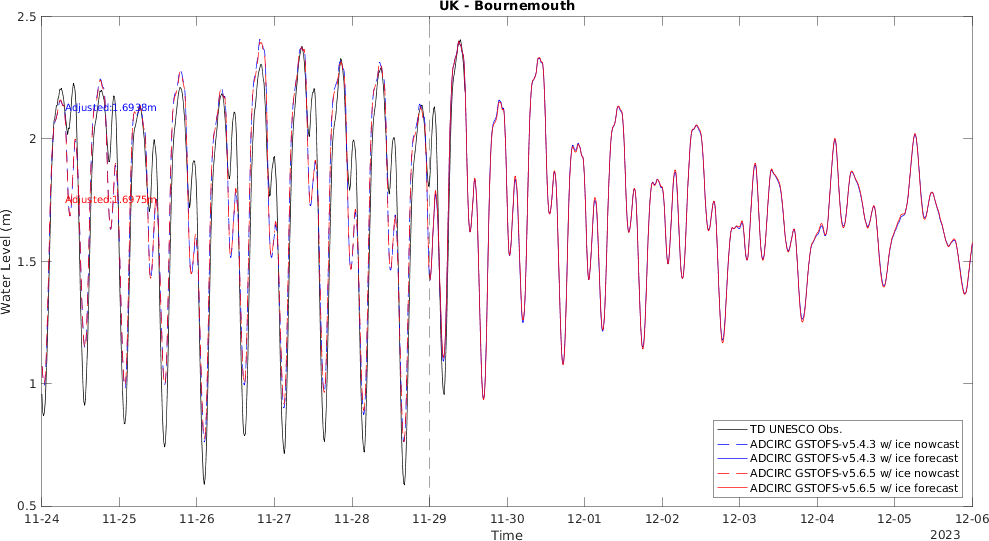 UK - Bournemouth
2.5
2
1.5
1
0.5
Water Level (m)
Adjusted:1.6938m
Adjusted:1.6975m
TD UNESCO Obs.
ADCIRC GSTOFS-v5.4.3 w/ ice nowcast
ADCIRC GSTOFS-v5.4.3 w/ ice forecast
ADCIRC GSTOFS-v5.6.5 w/ ice nowcast
ADCIRC GSTOFS-v5.6.5 w/ ice forecast
11-24 11-25 11-26 11-27 11-28 11-29 11-30 12-01 12-02 12-03 12-04 12-05 12-06
Time
2023